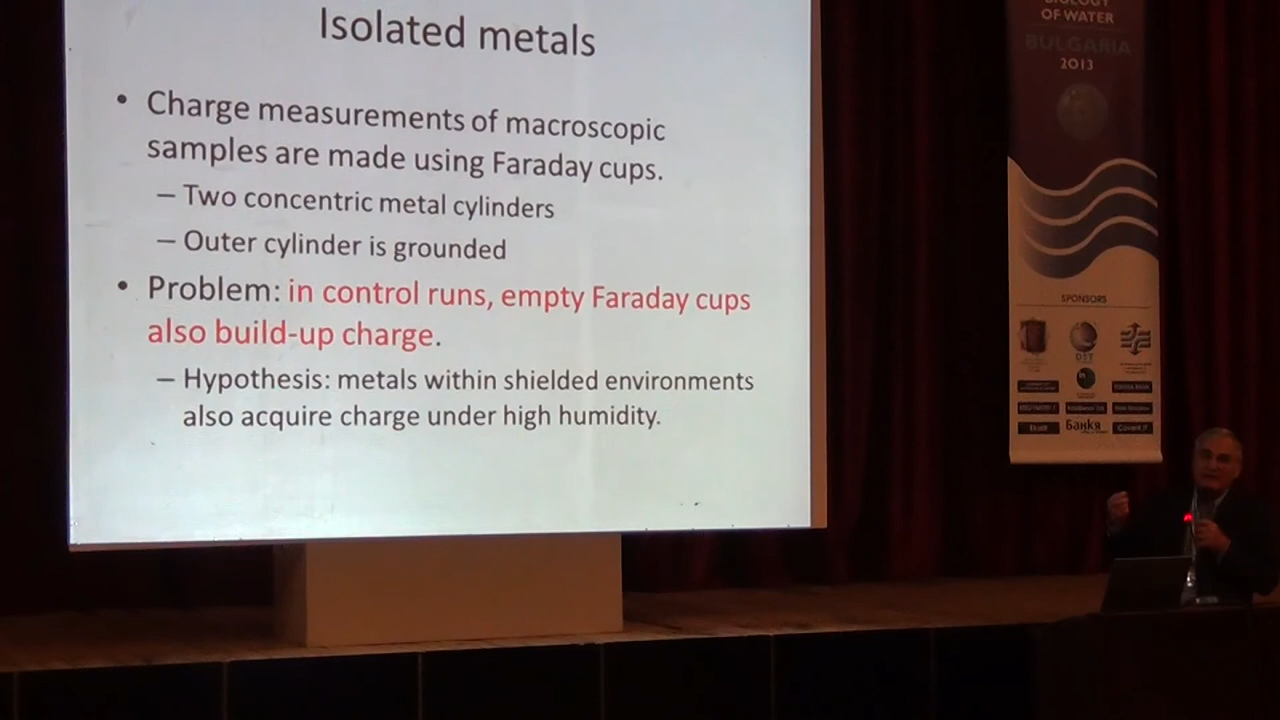 Isolated metals
• Charge measurements of macroscopic
samples are made using Faraday cups.
– Two concentric metal cylinders
– Outer cylinder is grounded
• Problem: in control runs, empty Faraday cups
also build-up charge.
– Hypothesis: metals within shielded environments
also acquire charge under high humidity.
OF WATER
BULGARIA
2013
SPONSORS
DST
Банкя